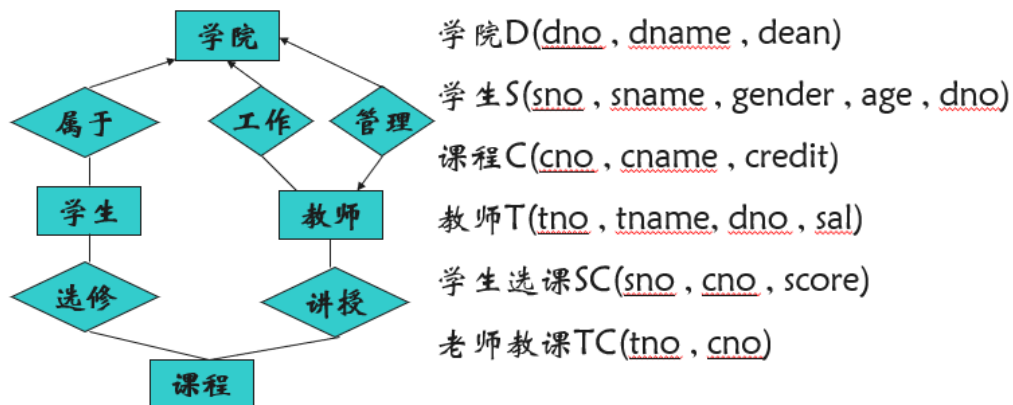 学院
属于
工作
管理
学生
教师
选修
讲授
课程
学院D(dno , dname , dean)
学生S(sno , sname , gender , age , dno)
课程C(cno , cname , credit)
教师T(tno , tname, dno , sal)
学生选课SC(sno , cno , score)
老师教课TC(tno , cno)